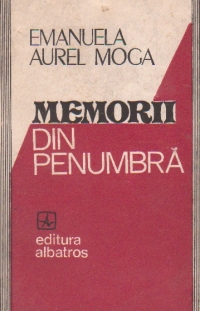 EMANUELA
AUREL MOGA
MEMORII
DIN
PENUMBRĂ
editura
albatros